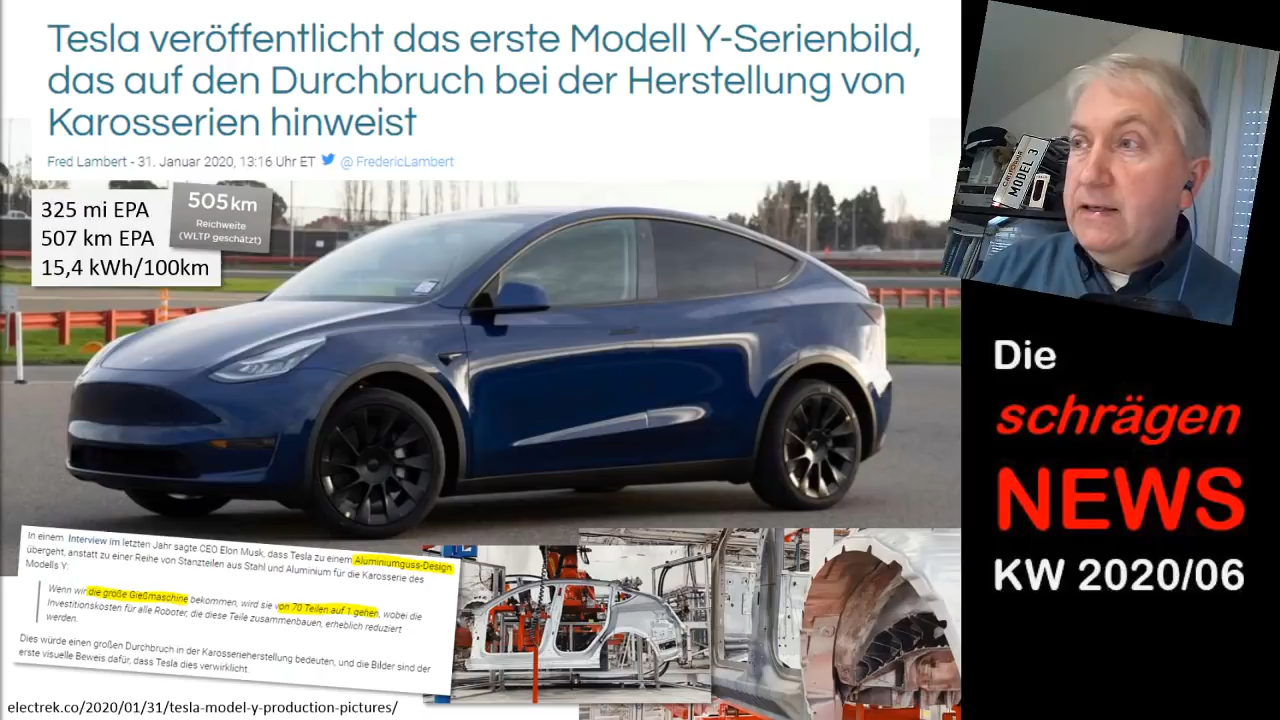 Tesla veröffentlicht das erste Modell Y-Serienbild,
das auf den Durchbruch bei der Herstellung von
Karosserien hinweist
Fred Lambert - 31. Januar 2020, 13:16 Uhr ET @ FredericLambert
325 mi EPA
507 km EPA
15,4 kWh/100km
505 km
Reichweite
(WLTP geschätzt)
CALIFORNIA
MODEL 3
Die
schrägen
NEWS
KW 2020/06
In einem Interview im letzten Jahr sagte CEO Elon Musk, dass Tesla zu einem Aluminiumguss-Design
übergeht, anstatt zu einer Reihe von Stanzteilen aus Stahl und Aluminium für die Karosserie des
Modells Y:
Wenn wir die große Gießmaschine bekommen, wird sie von 70 Teilen auf 1 gehen, wobei die
Investitionskosten für alle Roboter, die diese Teile zusammenbauen, erheblich reduziert
werden.
Dies würde einen großen Durchbruch in der Karosserieherstellung bedeuten, und die Bilder sind der
erste visuelle Beweis dafür, dass Tesla dies verwirklicht.
electrek.co/2020/01/31/tesla-model-y-production-pictures/